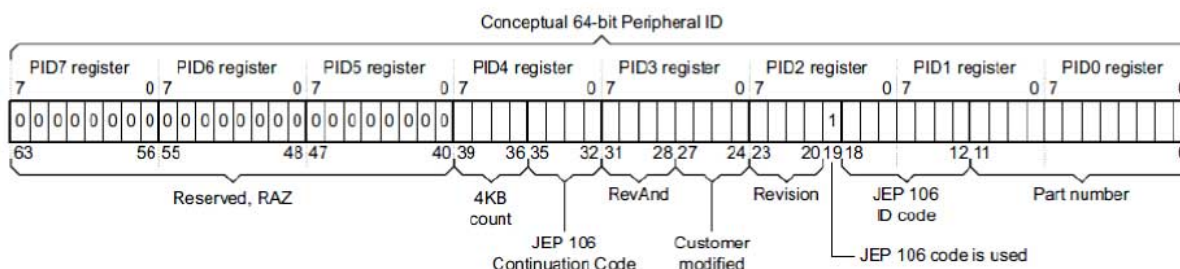 Conceptual 64-bit Peripheral ID
PID7 register PID6 register PID5 register PID4 register PID3 register PID2 register PID1 register PID0 register
7 0 7 0 7 0 7 0 7 0 7 0 7 0 7
0 0 0 0 0 0 0 0 0 0 0 0 0 0 0 0 0 0 0 0 0 0 0 0 1
63 56 55 48 47 40 39 36 35 32 31 28 27 24 23 20 19 18 12 11
Reserved, RAZ 4KB RevAnd Revision JEP 106 Part number
count ID code
JEP 106 Customer JEP 106 code is used
Continuation Code modified